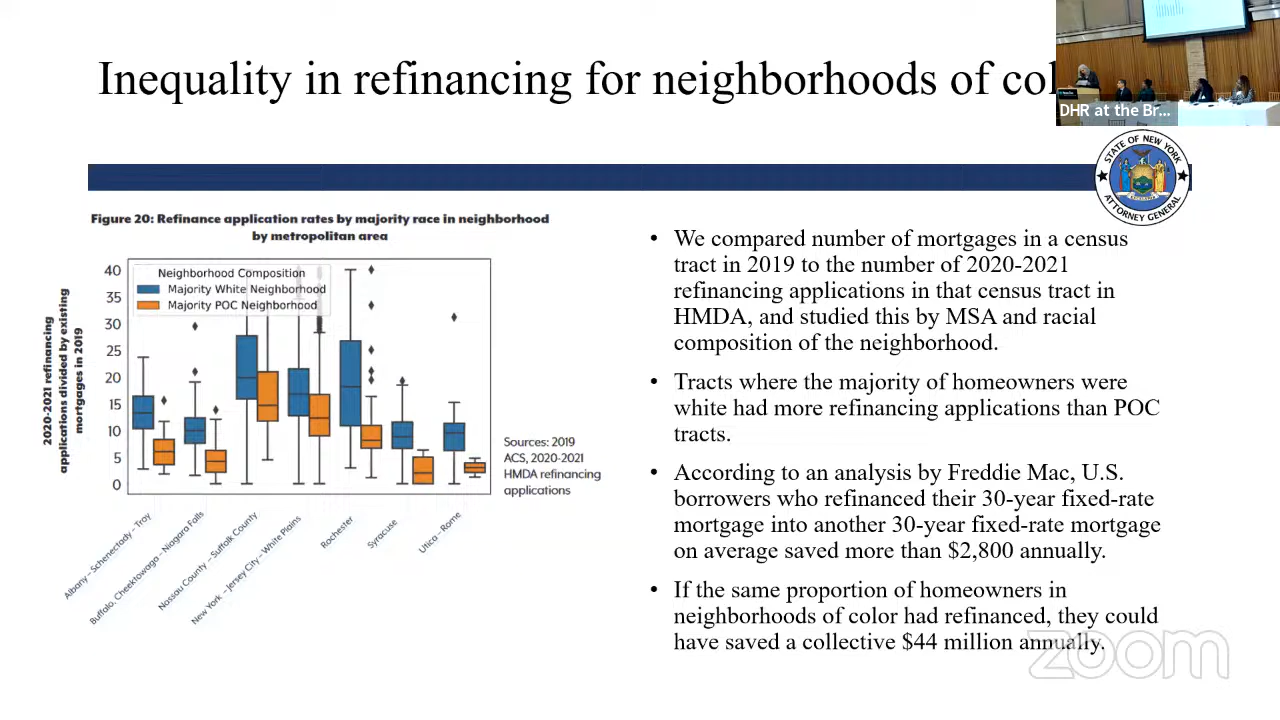 Inequality in refinancing for neighborhoods of
DHR at the Br...
STATE OF NEW YORK
ATTORNEY GENERAL
Figure 20: Refinance application rates by majority race in neighborhood
by metropolitan area
2020-2021 refinancing
applications divided by existing
mortgages in 2019
40
35
30
25
20
15
10
5
0
Neighborhood Composition
Majority White Neighborhood
Majority POC Neighborhood
Albany – Schenectady – Troy
Buffalo. Cheektowaga – Niagara Falls
Nassau County – Suffolk County
New York – Jersey City – White Plains
Rochester
Syracuse
Utica – Rome
Sources: 2019
ACS, 2020-2021
HMDA refinancing
applications
• We compared number of mortgages in a census
tract in 2019 to the number of 2020-2021
refinancing applications in that census tract in
HMDA, and studied this by MSA and racial
composition of the neighborhood.
• Tracts where the majority of homeowners were
white had more refinancing applications than POC
tracts.
• According to an analysis by Freddie Mac, U.S.
borrowers who refinanced their 30-year fixed-rate
mortgage into another 30-year fixed-rate mortgage
on average saved more than $2,800 annually.
• If the same proportion of homeowners in
neighborhoods of color had refinanced, they could
have saved a collective $44 million annually.
zoom